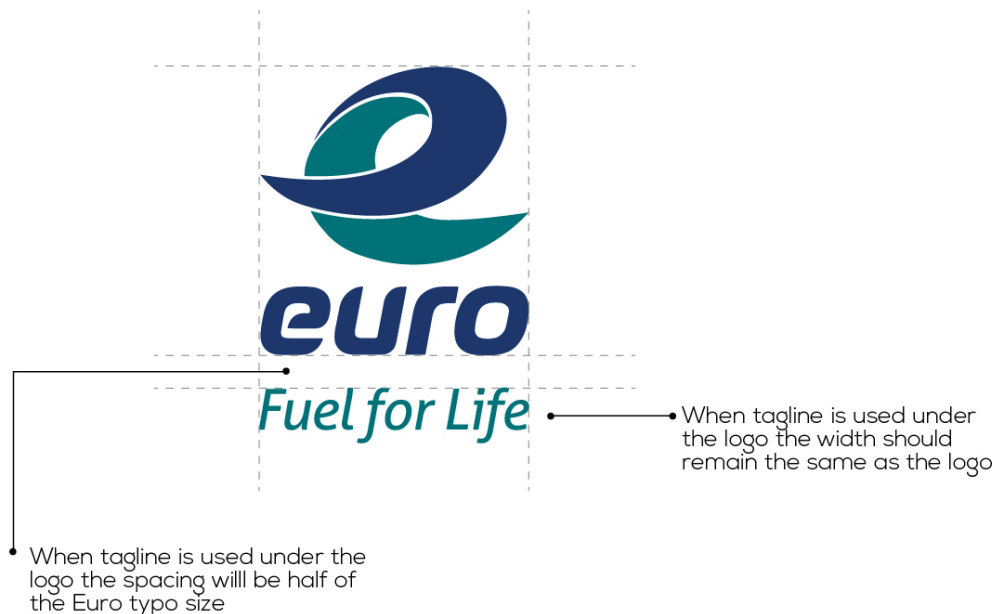 euro
Fuel for Life
When tagline is used under
the logo the width should
remain the same as the logo
When tagline is used under the
logo the spacing willl be half of
the Euro typo size